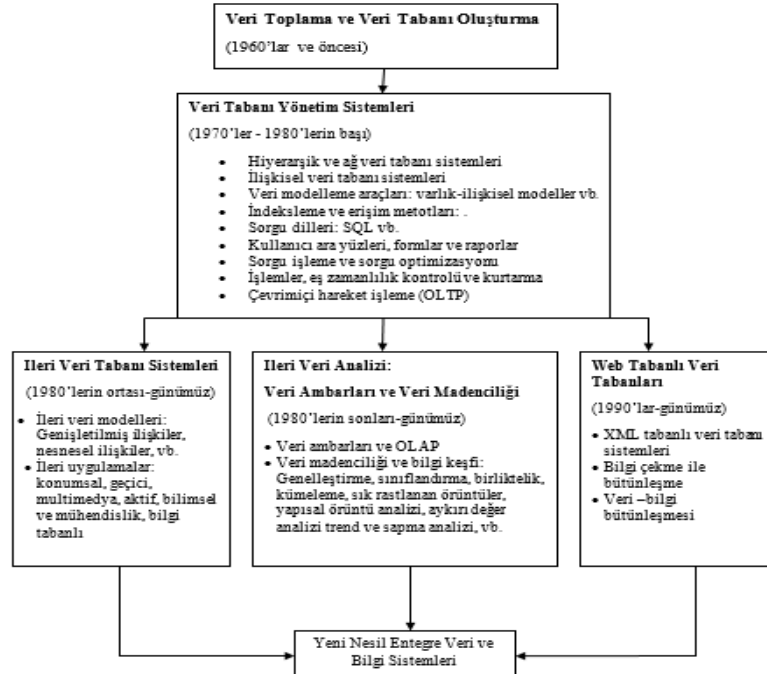 Veri Toplama ve Veri Tabanı Oluşturma
(1960'lar ve öncesi)
Veri Tabanı Yönetim Sistemleri
(1970'ler - 1980'lerin başı)
• Hiyerarşik ve ağ veri tabanı sistemleri
• İlişkisel veri tabanı sistemleri
• Veri modelleme araçları: varlık-ilişkisel modeller vb.
• İndeksleme ve erişim metotları: .
• Sorgu dilleri: SQL vb.
• Kullanıcı ara yüzleri, formlar ve raporlar
• Sorgu işleme ve sorgu optimizasyonu
• İşlemler, eş zamanlılık kontrolü ve kurtarma
• Çevrimiçi hareket işleme (OLTP)
Ileri Veri Tabanı Sistemleri
(1980'lerin ortası-günümüz)
• İleri veri modelleri:
Genişletilmiş ilişkiler,
nesnesel ilişkiler, vb.
• İleri uygulamalar:
konumsal, geçici,
multimedya, aktif, bilimsel
ve mühendislik, bilgi
tabanlı
Ileri Veri Analizi:
Veri Ambarları ve Veri Madenciliği
(1980'lerin sonları-günümüz)
• Veri ambarları ve OLAP
• Veri madenciliği ve bilgi keşfi:
Genelleştirme, sınıflandırma, birliktelik,
kümeleme, sık rastlanan örüntüler,
yapısal örüntü analizi, aykırı değer
analizi trend ve sapma analizi, vb.
Web Tabanlı Veri
Tabanları
(1990'lar-günümüz)
• XML tabanlı veri tabanı
sistemleri
• Bilgi çekme ile
bütünleşme
• Veri –bilgi
bütünleşmesi
Yeni Nesil Entegre Veri ve
Bilgi Sistemleri